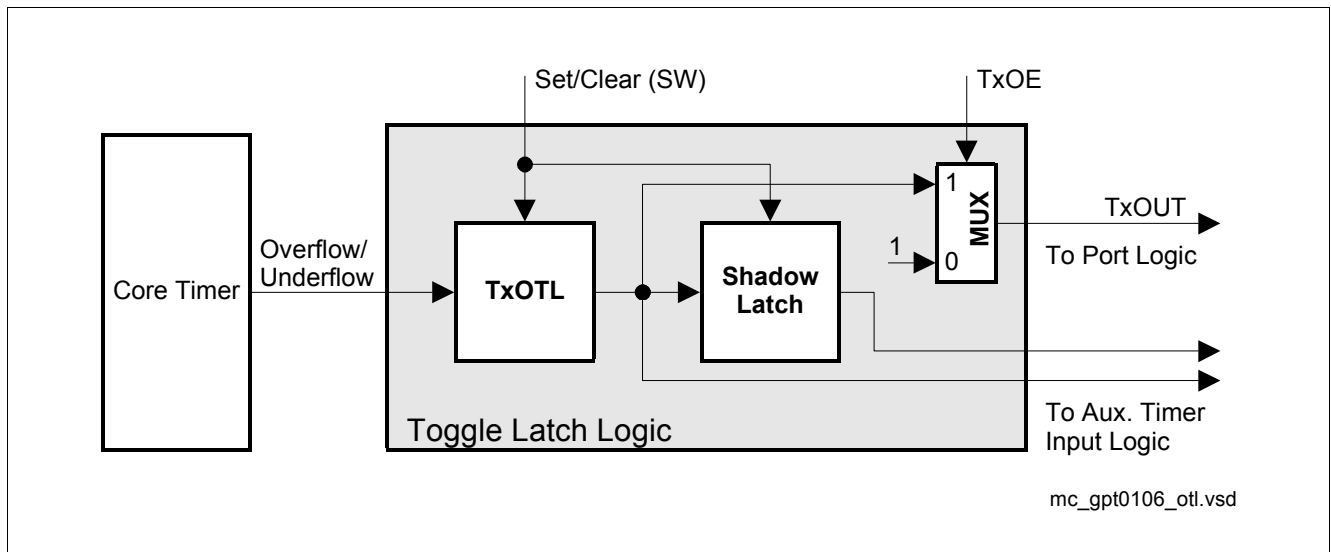 Set/Clear (SW)
TxOE
Core Timer
Overflow/
Underflow
TxOTL
Shadow
Latch
1
1
0
MUX
TxOUT
To Port Logic
To Aux. Timer
Input Logic
Toggle Latch Logic
mc_gpt0106_otl.vsd